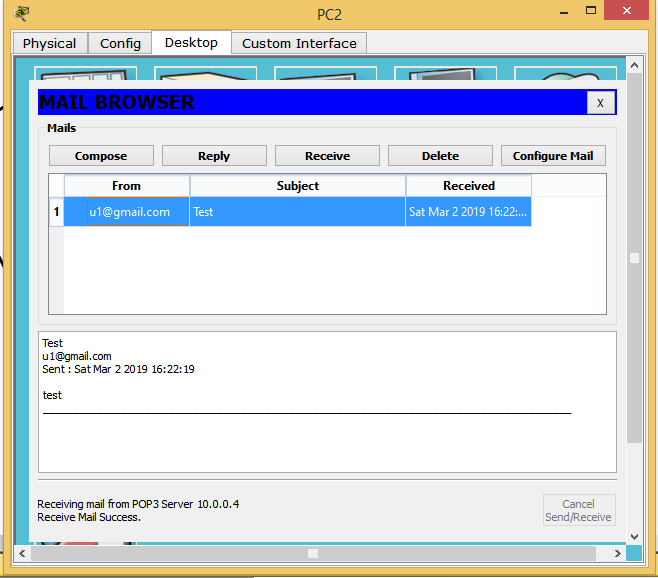 PC2
Physical Config Desktop Custom Interface
MAIL BROWSER X
Mails
Compose Reply Receive Delete Configure Mail
From Subject Received
1 u1@gmail.com Test Sat Mar 2 2019 16:22:...
Test
u1@gmail.com
Sent : Sat Mar 2 2019 16:22:19
test
Receiving mail from POP3 Server 10.0.0.4
Receive Mail Success.
Cancel
Send/Receive